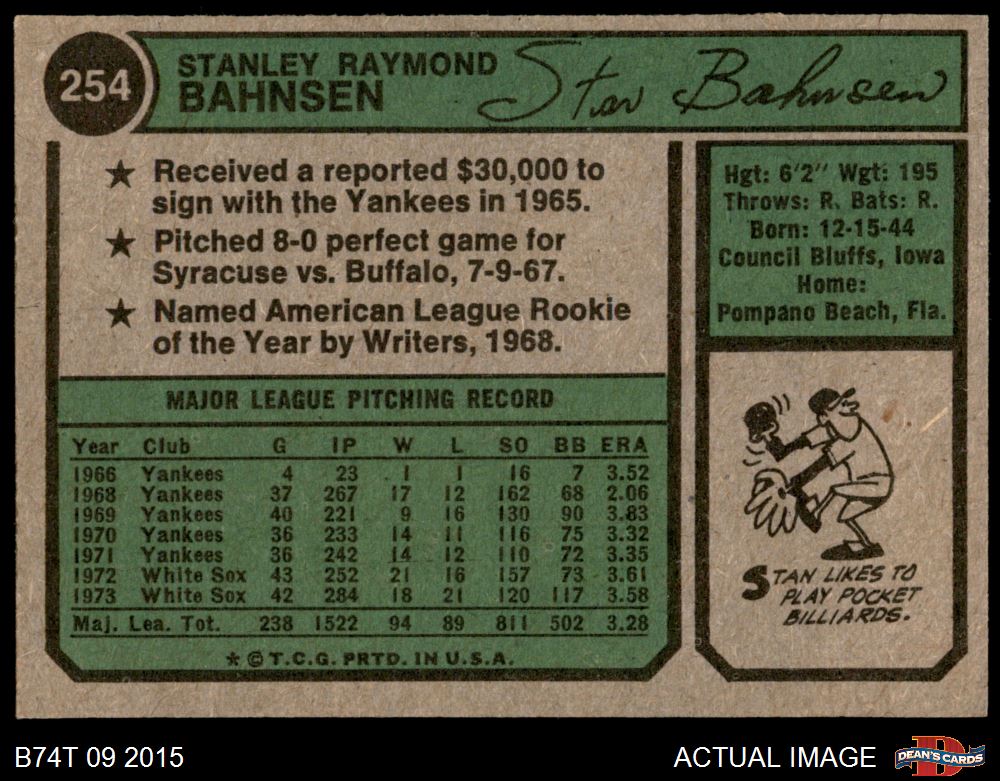 254
STANLEY RAYMOND
BAHNSEN
Stan Bahnsen
★ Received a reported $30,000 to
sign with the Yankees in 1965.
★ Pitched 8-0 perfect game for
Syracuse vs. Buffalo, 7-9-67.
★ Named American League Rookie
of the Year by Writers, 1968.
Hgt: 6'2" Wgt: 195
Throws: R. Bats: R.
Born: 12-15-44
Council Bluffs, Iowa
Home:
Pompano Beach, Fla.
MAJOR LEAGUE PITCHING RECORD
Year Club G IP W L SO BB ERA
1966 Yankees 4 23 1 1 16 7 3.52
1968 Yankees 37 267 17 12 162 68 2.06
1969 Yankees 40 221 9 16 130 90 3.83
1970 Yankees 36 233 14 11 116 75 3.32
1971 Yankees 36 242 14 12 110 72 3.35
1972 White Sox 43 252 21 16 157 73 3.61
1973 White Sox 42 284 18 21 120 117 3.58
Maj. Lea. Tot. 238 1522 94 89 811 502 3.28
★ © T.C.G. PRTD. IN U.S.A.
STAN LIKES TO
PLAY POCKET
BILLIARDS.
B74T 09 2015
ACTUAL IMAGE
DEAN'S CARDS